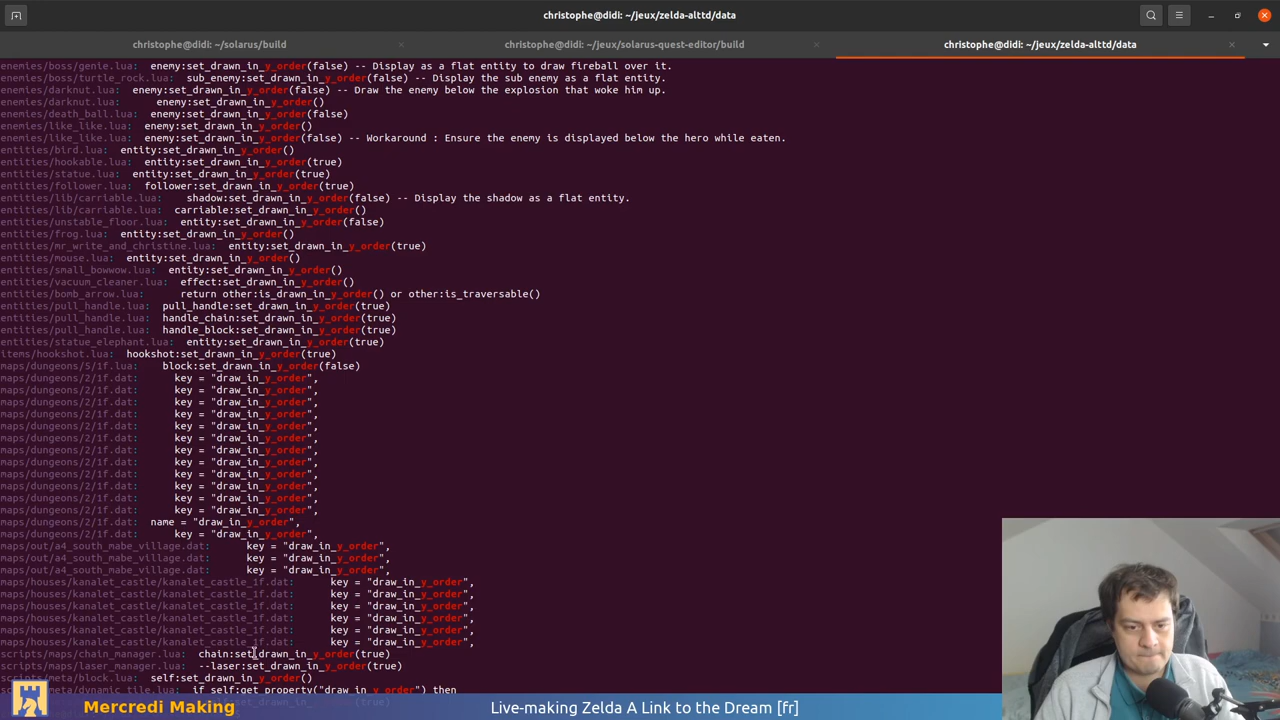 christophe@didi: ~/jeux/zelda-alttd/data
christophe@didi: ~/solarus/build
christophe@didi: ~/jeux/solarus-quest-editor/build
christophe@didi: ~/jeux/zelda-alttd/data
enemies/boss/genie.lua:  enemy:set_drawn_in_y_order(false) -- Display as a flat entity to draw fireball over it.
enemies/boss/turtle_rock.lua:  sub_enemy:set_drawn_in_y_order(false) -- Display the sub enemy as a flat entity.
enemies/darknut.lua:  enemy:set_drawn_in_y_order(false) -- Draw the enemy below the explosion that woke him up.
enemies/darknut.lua:      enemy:set_drawn_in_y_order()
enemies/death_ball.lua:  enemy:set_drawn_in_y_order(false)
enemies/like_like.lua:  enemy:set_drawn_in_y_order()
enemies/like_like.lua:  enemy:set_drawn_in_y_order(false) -- Workaround : Ensure the enemy is displayed below the hero while eaten.
entities/bird.lua:  entity:set_drawn_in_y_order()
entities/hookable.lua:  entity:set_drawn_in_y_order(true)
entities/statue.lua:  entity:set_drawn_in_y_order(true)
entities/follower.lua:  follower:set_drawn_in_y_order(true)
entities/lib/carriable.lua:    shadow:set_drawn_in_y_order(false) -- Display the shadow as a flat entity.
entities/lib/carriable.lua:  carriable:set_drawn_in_y_order()
entities/unstable_floor.lua:  entity:set_drawn_in_y_order(false)
entities/frog.lua:  entity:set_drawn_in_y_order()
entities/mr_write_and_christine.lua:  entity:set_drawn_in_y_order(true)
entities/mouse.lua:  entity:set_drawn_in_y_order()
entities/small_bowwow.lua:  entity:set_drawn_in_y_order()
entities/vacuum_cleaner.lua:  effect:set_drawn_in_y_order()
entities/bomb_arrow.lua:      return other:is_drawn_in_y_order() or other:is_traversable()
entities/pull_handle.lua:  pull_handle:set_drawn_in_y_order(true)
entities/pull_handle.lua:  handle_chain:set_drawn_in_y_order(true)
entities/pull_handle.lua:  handle_block:set_drawn_in_y_order(true)
entities/statue_elephant.lua:  entity:set_drawn_in_y_order(true)
items/hookshot.lua:  hookshot:set_drawn_in_y_order(true)
maps/dungeons/5/1f.lua:    block:set_drawn_in_y_order(false)
maps/dungeons/2/1f.dat:      key = "draw_in_y_order",
maps/dungeons/2/1f.dat:      key = "draw_in_y_order",
maps/dungeons/2/1f.dat:      key = "draw_in_y_order",
maps/dungeons/2/1f.dat:      key = "draw_in_y_order",
maps/dungeons/2/1f.dat:      key = "draw_in_y_order",
maps/dungeons/2/1f.dat:      key = "draw_in_y_order",
maps/dungeons/2/1f.dat:      key = "draw_in_y_order",
maps/dungeons/2/1f.dat:      key = "draw_in_y_order",
maps/dungeons/2/1f.dat:      key = "draw_in_y_order",
maps/dungeons/2/1f.dat:      key = "draw_in_y_order",
maps/dungeons/2/1f.dat:      key = "draw_in_y_order",
maps/dungeons/2/1f.dat:      key = "draw_in_y_order",
maps/dungeons/2/1f.dat:  name = "draw_in_y_order",
maps/dungeons/2/1f.dat:      key = "draw_in_y_order",
maps/out/a4_south_mabe_village.dat:      key = "draw_in_y_order",
maps/out/a4_south_mabe_village.dat:      key = "draw_in_y_order",
maps/out/a4_south_mabe_village.dat:      key = "draw_in_y_order",
maps/houses/kanalet_castle/kanalet_castle_1f.dat:      key = "draw_in_y_order",
maps/houses/kanalet_castle/kanalet_castle_1f.dat:      key = "draw_in_y_order",
maps/houses/kanalet_castle/kanalet_castle_1f.dat:      key = "draw_in_y_order",
maps/houses/kanalet_castle/kanalet_castle_1f.dat:      key = "draw_in_y_order",
maps/houses/kanalet_castle/kanalet_castle_1f.dat:      key = "draw_in_y_order",
maps/houses/kanalet_castle/kanalet_castle_1f.dat:      key = "draw_in_y_order",
scripts/maps/chain_manager.lua:  chain:set_drawn_in_y_order(true)
scripts/maps/laser_manager.lua:  --laser:set_drawn_in_y_order(true)
scripts/meta/block.lua:  self:set_drawn_in_y_order()
scripts/meta/dynamic_tile.lua:  if self:get_property("draw_in_y_order") then
Mercredi Making
Live-making Zelda A Link to the Dream [fr]